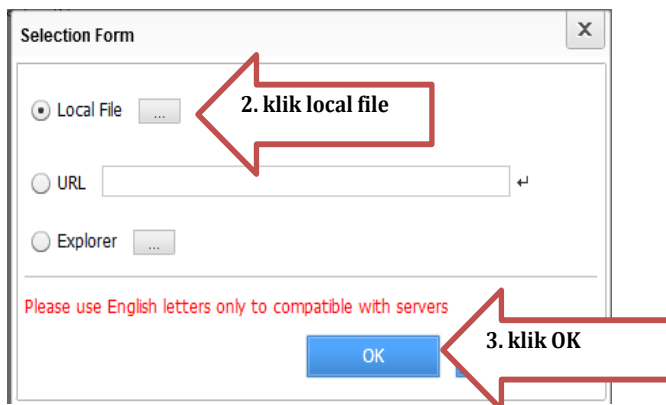 Selection Form
X
Local File ...
2. klik local file
URL
Explorer ...
Please use English letters only to compatible with servers
OK
3. klik OK